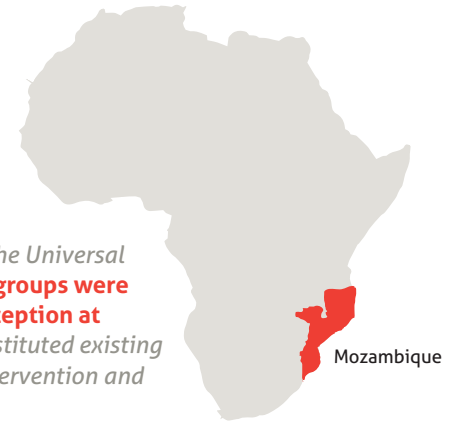 he Universal
groups were
eption at
stituted existing
ervention and
Mozambique